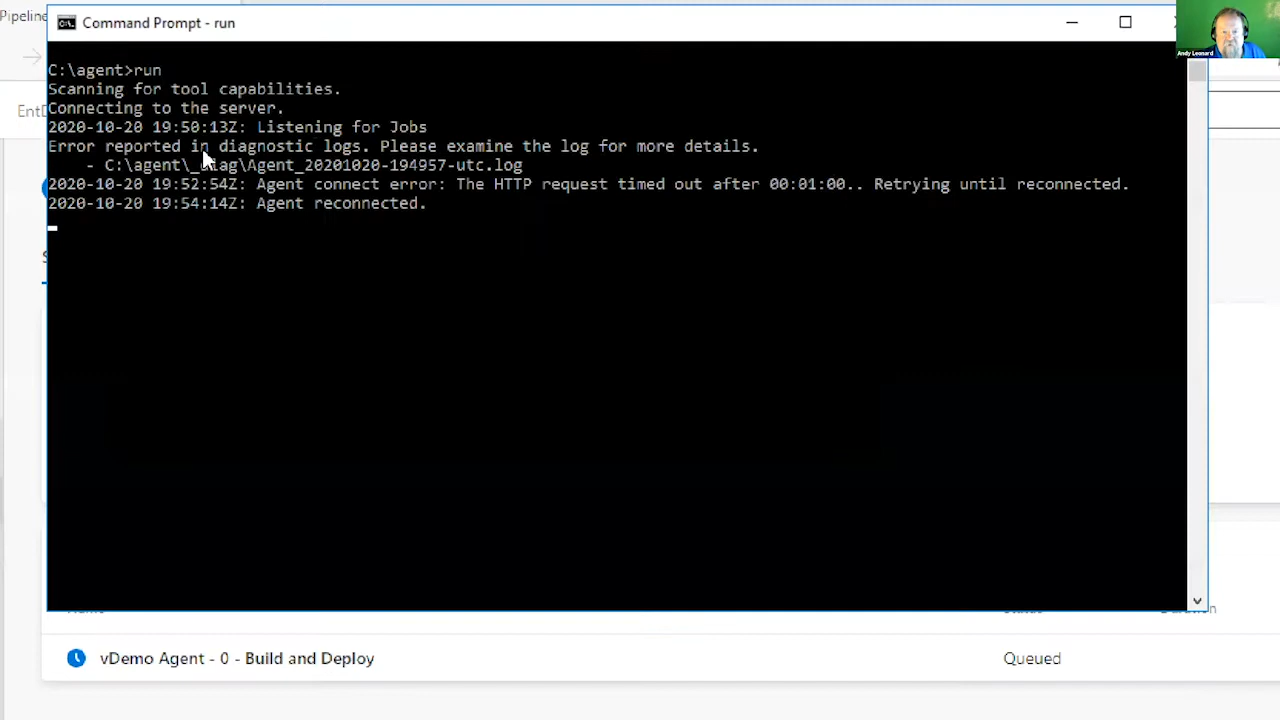 Pipeline
Command Prompt - run
Andy Leonard
C:\agent>run
Scanning for tool capabilities.
EntD
Connecting to the server.
2020-10-20 19:50:13Z: Listening for Jobs
Error reported in diagnostic logs. Please examine the log for more details.
- C:\agent\_diag\Agent_20201020-194957-utc.log
2020-10-20 19:52:54Z: Agent connect error: The HTTP request timed out after 00:01:00.. Retrying until reconnected.
2020-10-20 19:54:14Z: Agent reconnected.
vDemo Agent - 0 - Build and Deploy
Queued